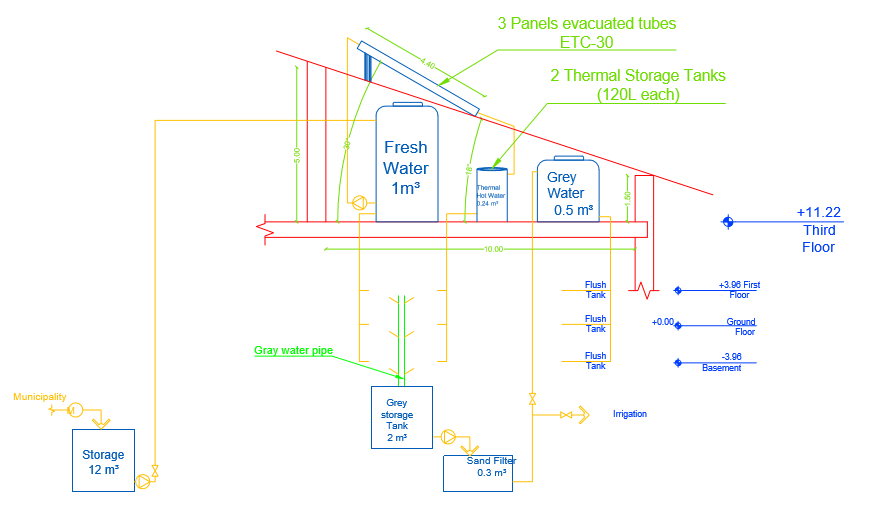 3 Panels evacuated tubes
ETC-30
4.40
2 Thermal Storage Tanks
(120L each)
5.00
30°
18°
Fresh
Water
1m³
Thermal
Hot Water
0.24 m³
Grey
Water
0.5 m³
1.50
+11.22
Third
Floor
10.00
Flush
Tank
+3.96 First
Floor
Flush
Tank
+0.00
Ground
Floor
Flush
Tank
-3.96
Basement
Gray water pipe
Municipality
M
Grey
storage
Tank
2 m³
Irrigation
Storage
12 m³
Sand Filter
0.3 m³